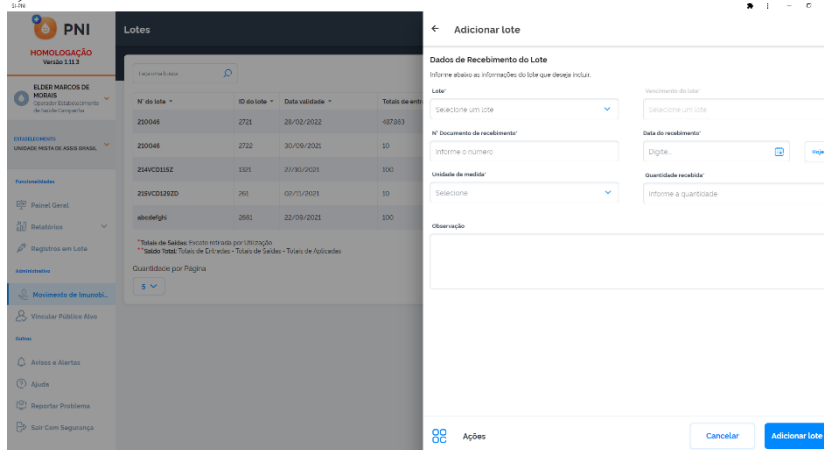 SI-PNI
PNI
HOMOLOGAÇÃO
Versão 1.11.3
ELDER MARCOS DE
MORAIS
Operador Estabelecimento
de Saúde Campanha
ESTABELECIMENTO
UNIDADE MISTA DE ASSIS BRASIL
Funcionalidades
Painel Geral
Relatórios
Registros em Lote
Administrativo
Movimento de Imunobi...
Vincular Público Alvo
Outras
Avisos e Alertas
Ajuda
Reportar Problema
Sair Com Segurança
Lotes
N° do lote ID do lote Data validade Totais de entr
210048 2721 28/02/2022 487383
210048 2722 30/09/2021 10
214VCD115Z 1321 27/10/2021 100
215VCD129ZD 261 02/11/2021 10
abcdefghi 2881 22/09/2021 100
*Totais de Saídas: Exceto retirada por Utilização
**Saldo Total: Totais de Entradas - Totais de Saídas - Totais de Aplicadas
Quantidade por Página
5
Adicionar lote
Dados de Recebimento do Lote
Informe abaixo as informações do lote que deseja incluir.
Lote* Vencimento do lote*
Selecione um lote Selecione um lote
N° Documento de recebimento* Data do recebimento*
Informe o numero Digite... Hoje
Unidade de medida* Quantidade recebida*
Selecione Informe a quantidade
Observação
Ações Cancelar Adicionar lote